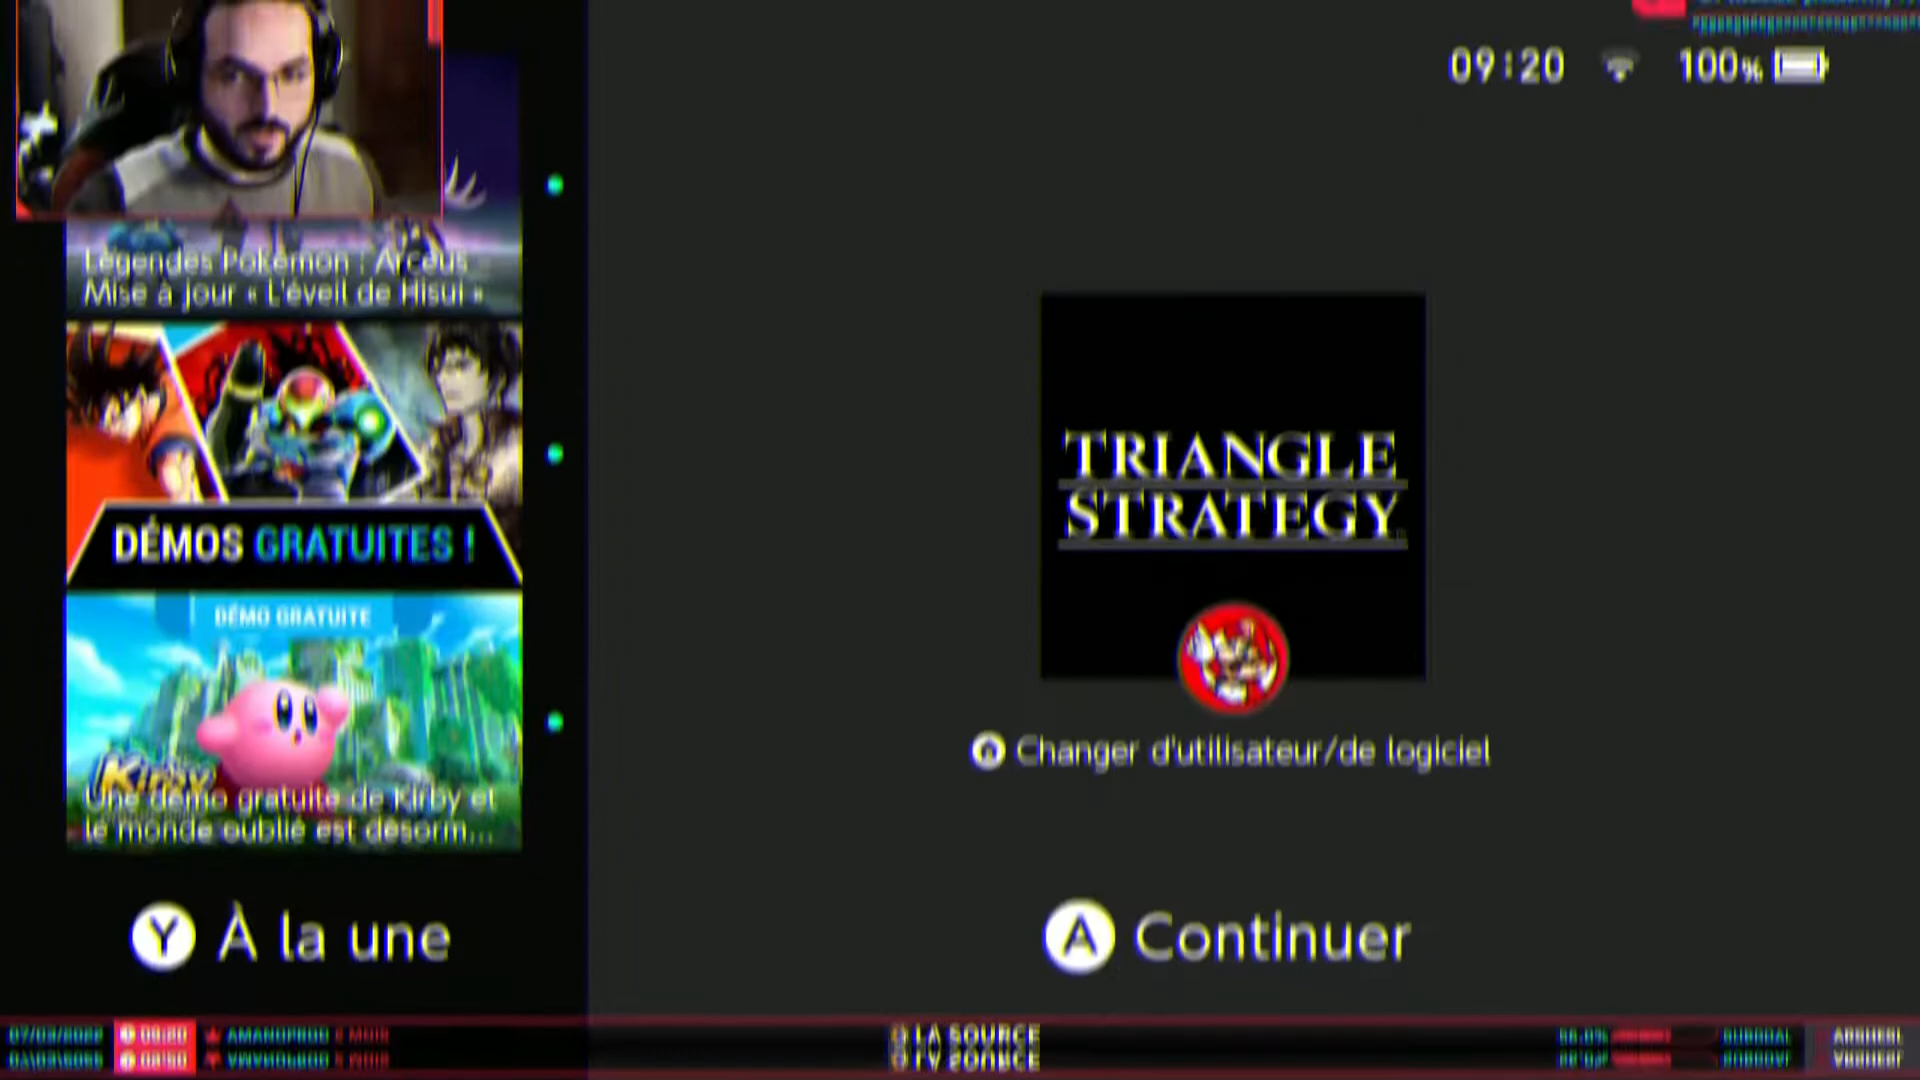 09:20 100%
Légendes Pokémon : Arceus -
Mise à jour « L'éveil de Hisui »
DÉMOS GRATUITES !
DÉMO GRATUITE
Kirby
Une démo gratuite de Kirby et
le monde oublié est désorm...
TRIANGLE
STRATEGY
Changer d'utilisateur/de logiciel
Y À la une
A Continuer
LA SOURCE